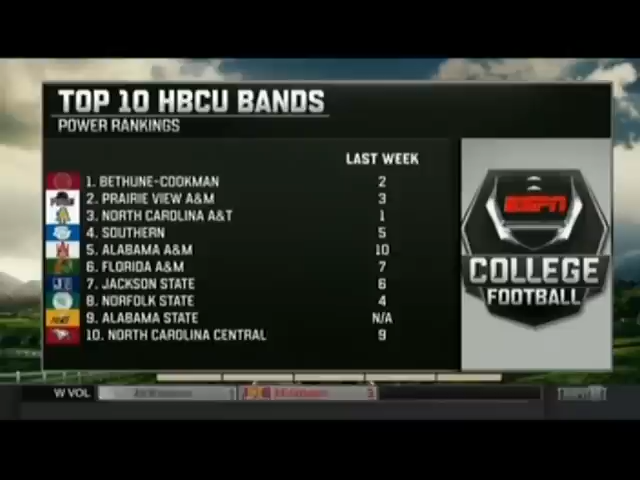 TOP 10 HBCU BANDS
POWER RANKINGS
LAST WEEK
1. BETHUNE-COOKMAN 2
2. PRAIRIE VIEW A&M 3
3. NORTH CAROLINA A&T 1
4. SOUTHERN 5
5. ALABAMA A&M 10
6. FLORIDA A&M 7
7. JACKSON STATE 6
8. NORFOLK STATE 4
9. ALABAMA STATE N/A
10. NORTH CAROLINA CENTRAL 9
ESPN
COLLEGE
FOOTBALL
W VOL